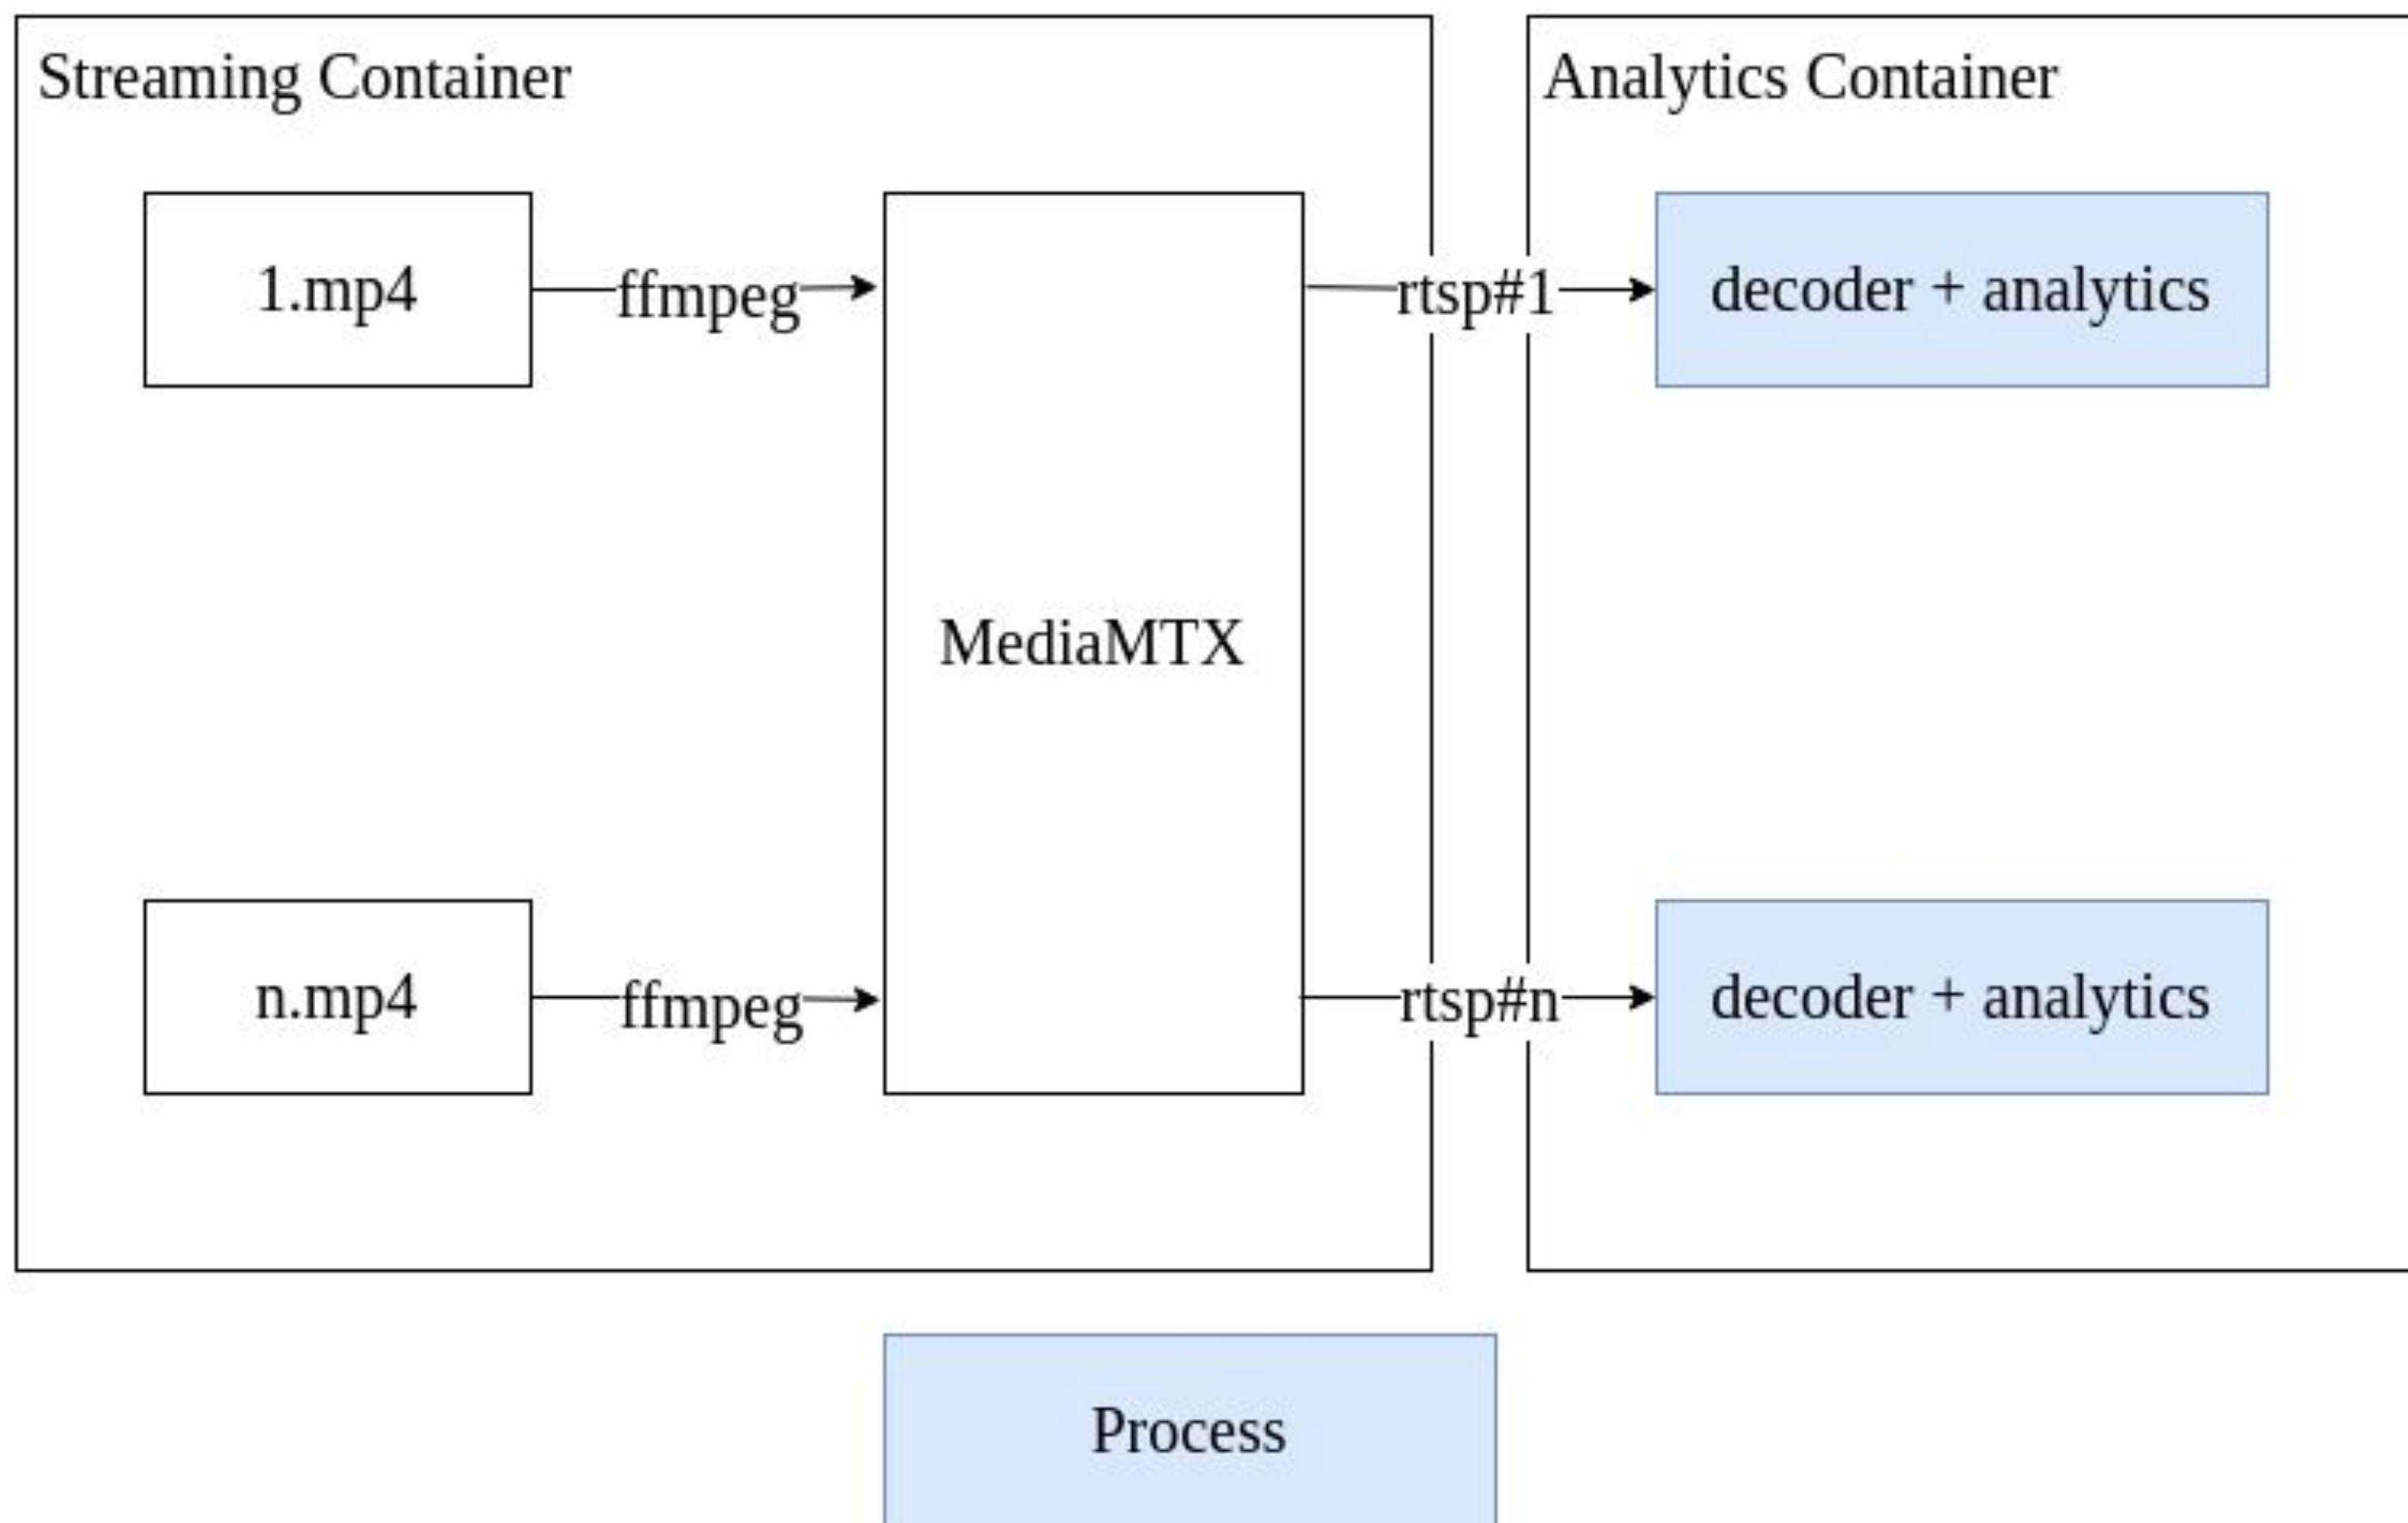 Streaming Container
Analytics Container
1.mp4
ffmpeg
rtsp#1
decoder + analytics
MediaMTX
n.mp4
ffmpeg
rtsp#n
decoder + analytics
Process